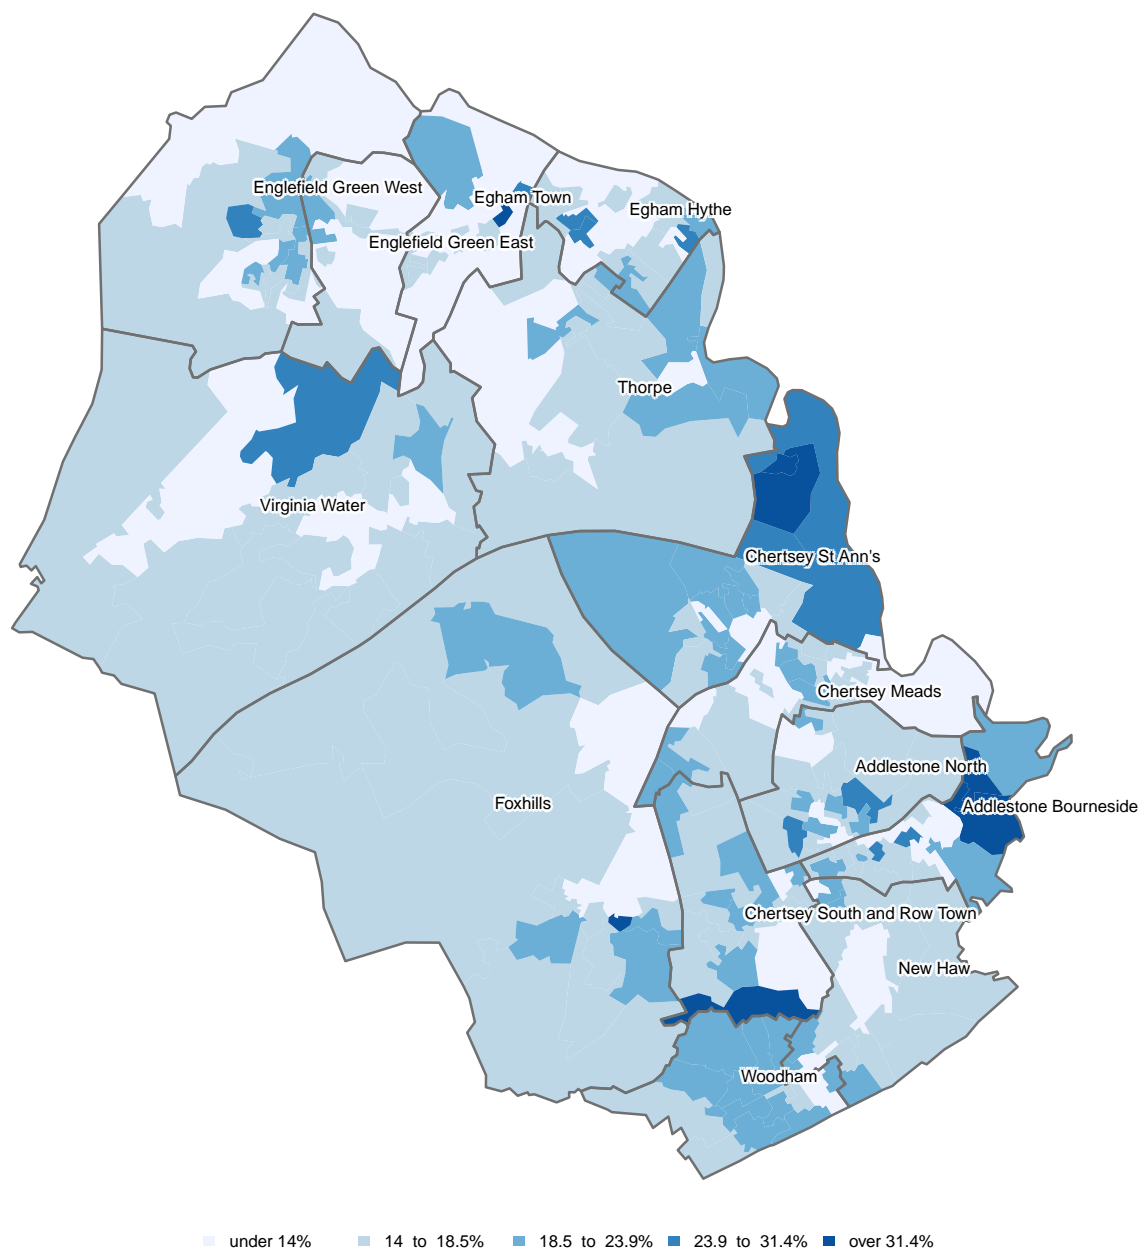 Englefield Green West
Egham Town
Egham Hythe
Englefield Green East
Thorpe
Virginia Water
Chertsey St Ann's
Chertsey Meads
Addlestone North
Foxhills
Addlestone Bourneside
Chertsey South and Row Town
New Haw
Woodham
under 14%
14 to 18.5%
18.5 to 23.9%
23.9 to 31.4%
over 31.4%